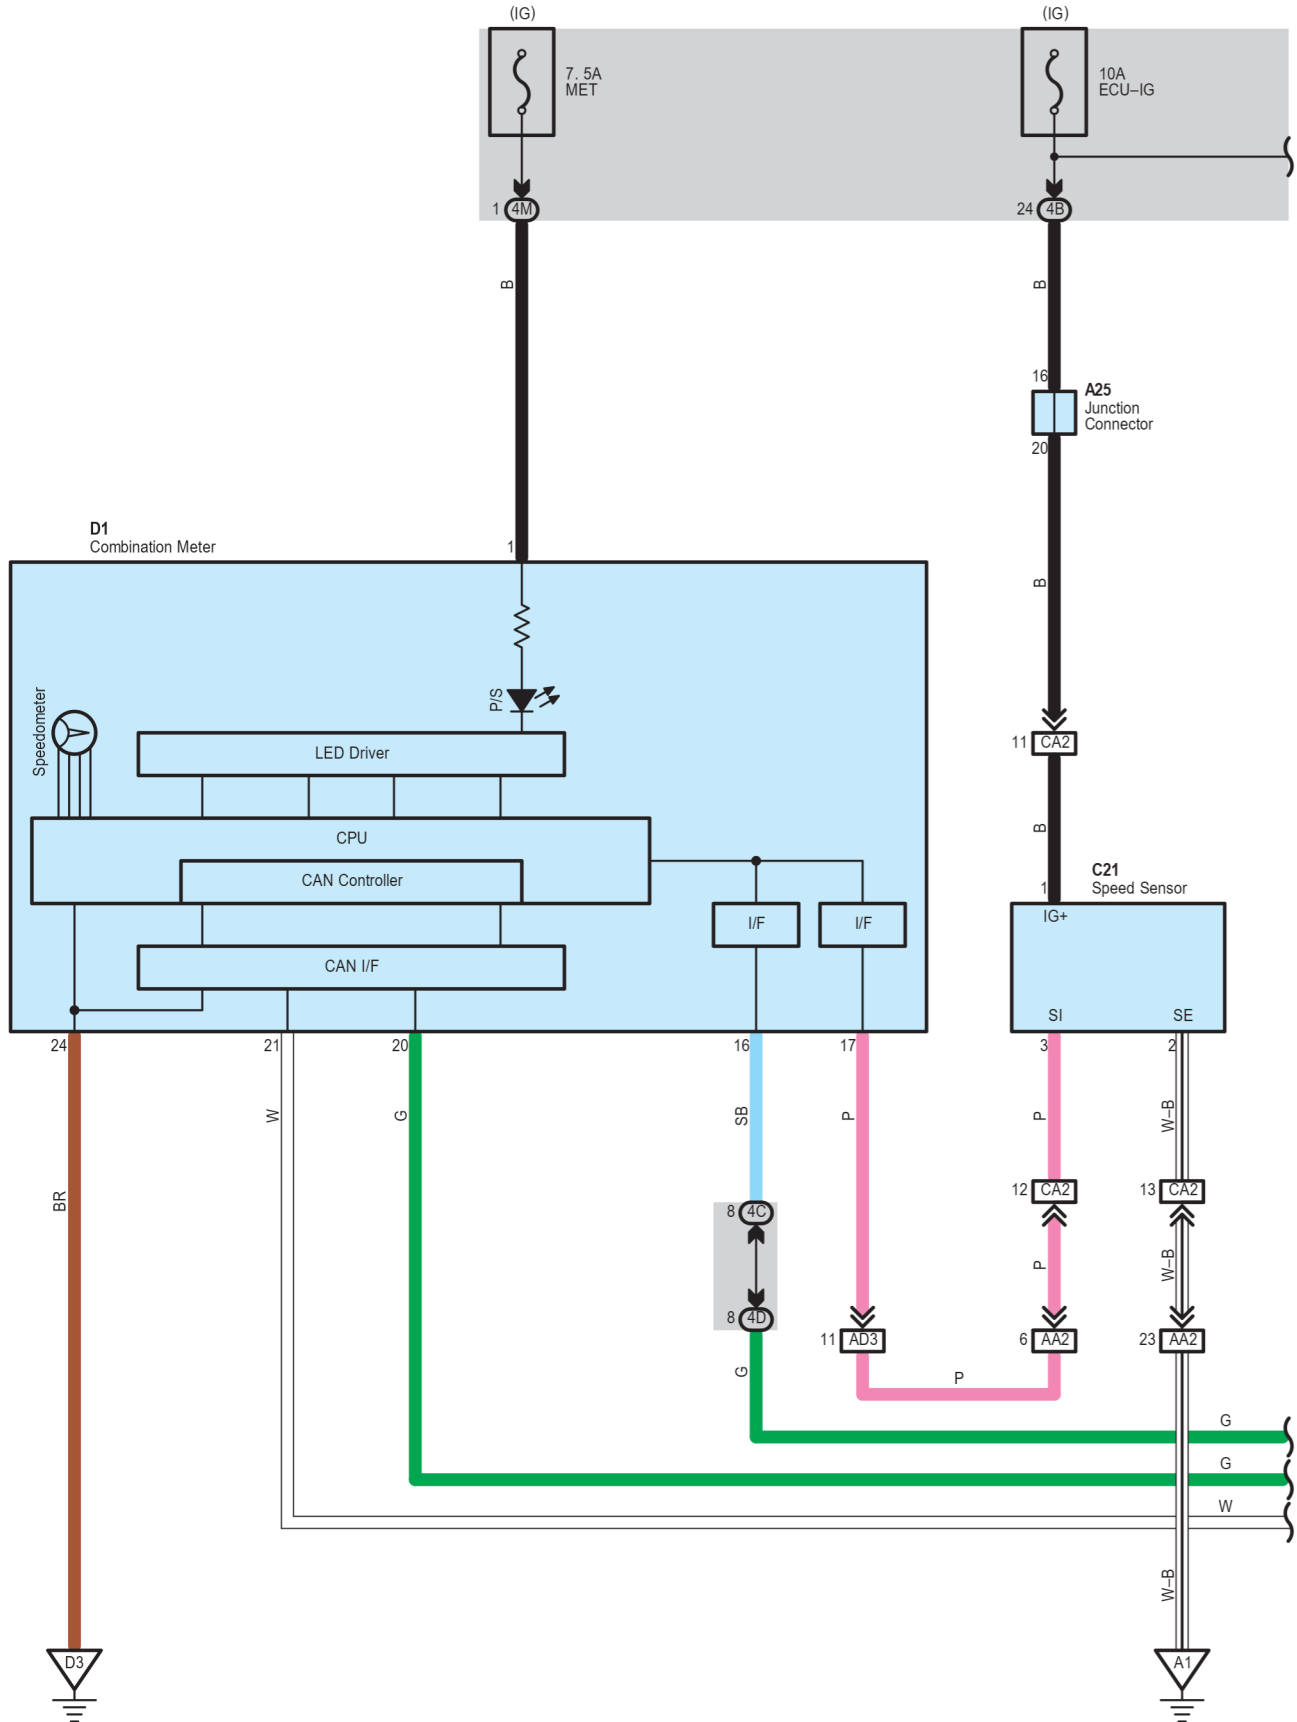 (IG)
(IG)
7. 5A
MET
10A
ECU–IG
1
4M
24
4B
B
B
16
A25
Junction
Connector
20
D1
Combination Meter
1
B
Speedometer
P/S
LED Driver
11
CA2
CPU
B
CAN Controller
C21
Speed Sensor
1
IG+
I/F
I/F
CAN I/F
SI
SE
24
21
20
16
17
3
2
W
G
SB
P
P
W–B
BR
12
CA2
13
CA2
8
4C
P
W–B
8
4D
11
AD3
6
AA2
23
AA2
G
P
G
G
W
W–B
D3
A1